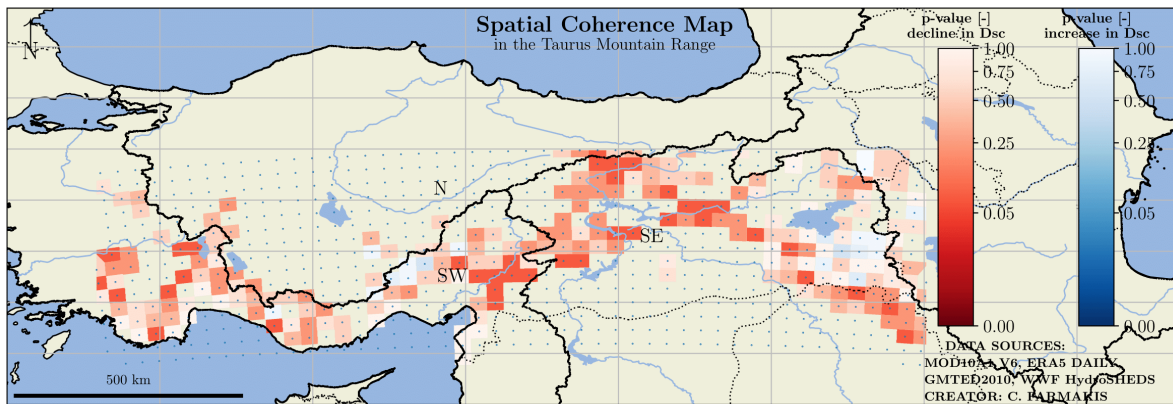 Spatial Coherence Map
in the Taurus Mountain Range
N
p-value [-]
decline in Dsc
1.00
0.75
0.50
0.25
0.05
0.00
p-value [-]
increase in Dsc
1.00
0.75
0.50
0.25
0.05
0.00
N
SE
SW
500 km
DATA SOURCES:
MOD10A1 V6, ERA5 DAILY,
GMTED2010, WWF HydroSHEDS
CREATOR: C. PARMAKIS